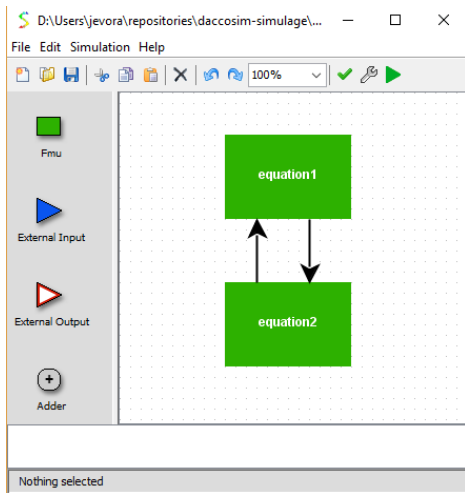 D:\Users\jevora\repositories\daccosim-simulage\...
File Edit Simulation Help
100%
Fmu
External Input
External Output
Adder
equation1
equation2
Nothing selected